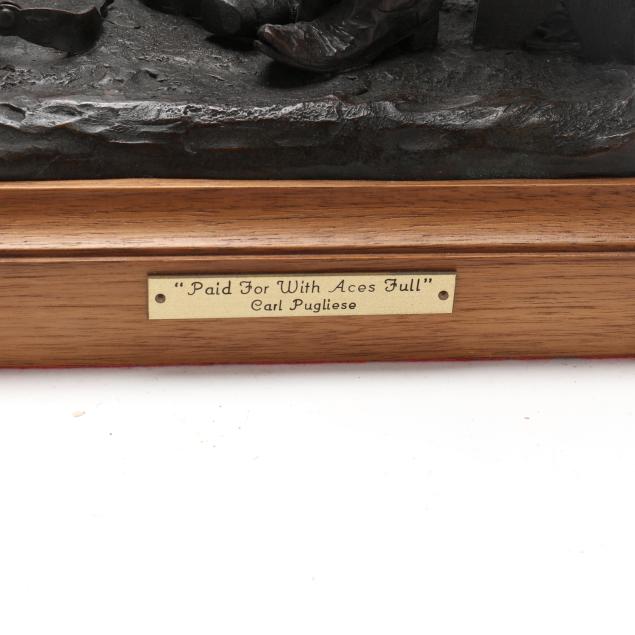 "Paid For With Aces Full"
Carl Pugliese